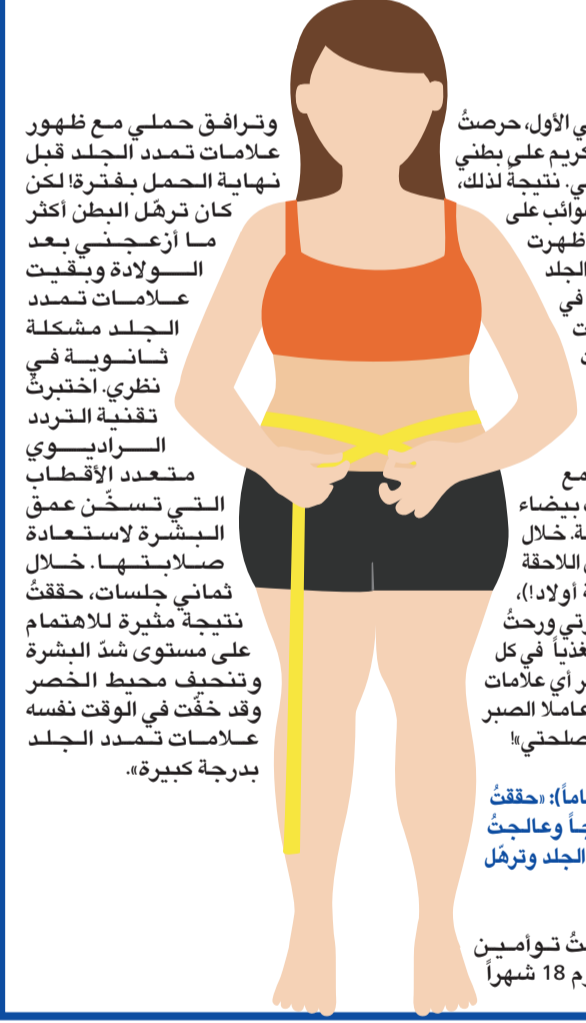 ي الأول، حرصتُ
كريم على بطني
ي. نتيجةً لذلك،
وائب على
ظهرت
الجلد
في
مع
بيضاء
ة. خلال
اللاحقة
أولاد!)،
رتي ورحتُ
غذياً في كل
ر أي علامات
عاملا الصبر
صلحتي»!
اماً): «حققتُ
جاً وعالجتُ
الجلد وترهّل
تُ توأمين
م 18 شهراً
وترافق حملي مع ظهور
علامات تمدد الجلد قبل
نهاية الحمل بفترة! لكن
كان ترهّل البطن أكثر
ما أزعجني بعد
الولادة وبقيت
علامات تمدد
الجلد مشكلة
ثانوية في
نظري. اختبرتُ
تقنية التردد
الراديوي
متعدد الأقطاب
التي تسخّن عمق
البشرة لاستعادة
صلابتها. خلال
ثماني جلسات، حققتُ
نتيجة مثيرة للاهتمام
على مستوى شدّ البشرة
وتنحيف محيط الخصر
وقد خفّت في الوقت نفسه
علامات تمدد الجلد
بدرجة كبيرة».